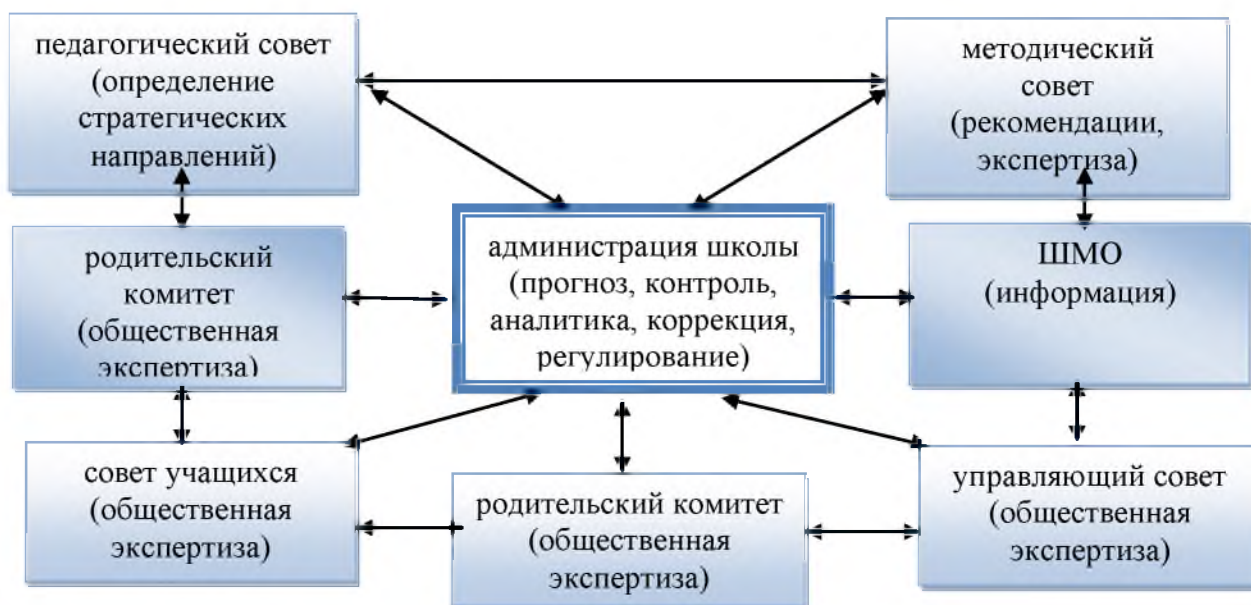 педагогический совет
(определение
стратегических
направлений)
методический
совет
(рекомендации,
экспертиза)
родительский
комитет
(общественная
экспертиза)
администрация школы
(прогноз, контроль,
аналитика, коррекция,
регулирование)
ШМО
(информация)
совет учащихся
(общественная
экспертиза)
родительский комитет
(общественная
экспертиза)
управляющий совет
(общественная
экспертиза)